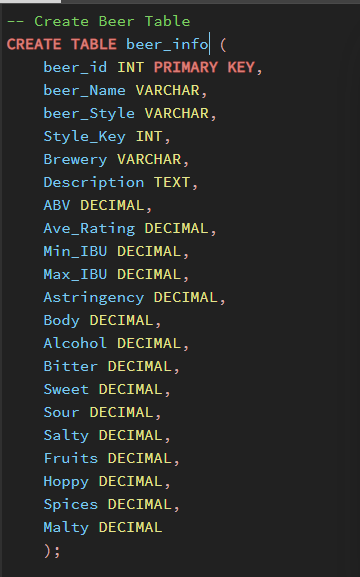 -- Create Beer Table
CREATE TABLE beer_info (
    beer_id INT PRIMARY KEY,
    beer_Name VARCHAR,
    beer_Style VARCHAR,
    Style_Key INT,
    Brewery VARCHAR,
    Description TEXT,
    ABV DECIMAL,
    Ave_Rating DECIMAL,
    Min_IBU DECIMAL,
    Max_IBU DECIMAL,
    Astringency DECIMAL,
    Body DECIMAL,
    Alcohol DECIMAL,
    Bitter DECIMAL,
    Sweet DECIMAL,
    Sour DECIMAL,
    Salty DECIMAL,
    Fruits DECIMAL,
    Hoppy DECIMAL,
    Spices DECIMAL,
    Malty DECIMAL
    );